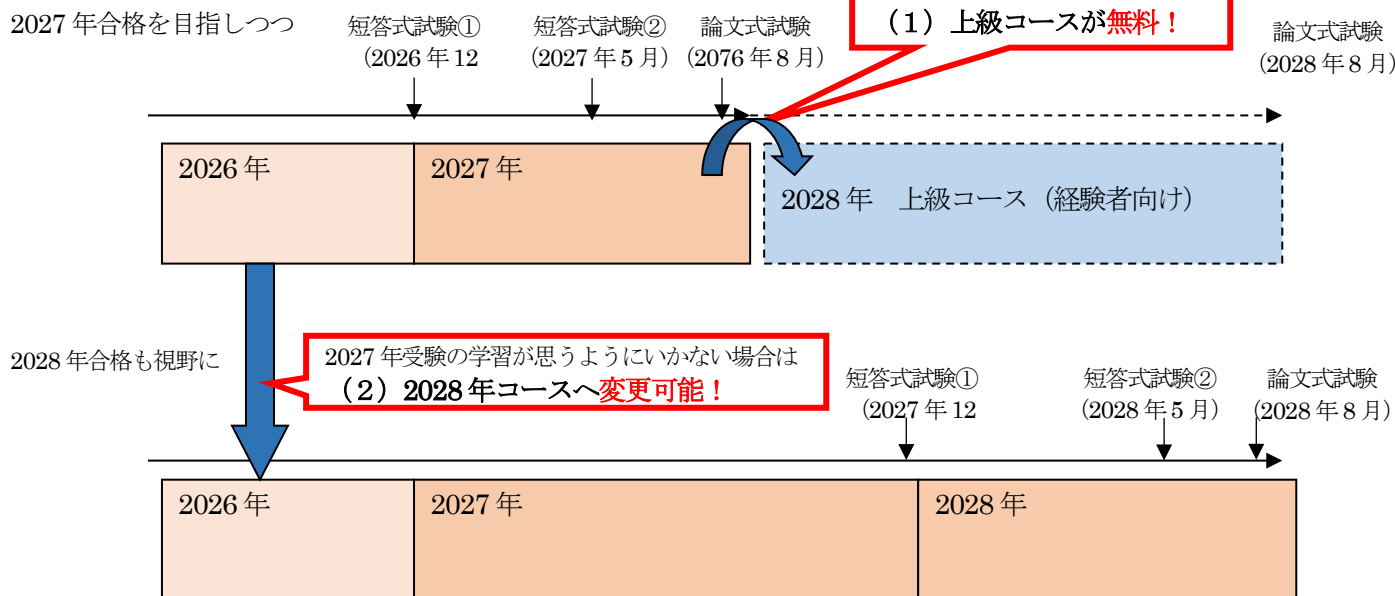 2027年合格を目指しつつ
短答式試験①
(2026年12
短答式試験②
(2027年5月)
論文式試験
(2076年8月)
(1)上級コースが無料！
論文式試験
(2028年8月)
2026年
2027年
2028年　上級コース（経験者向け）
2028年合格も視野に
2027年受験の学習が思うようにいかない場合は
(2)2028年コースへ変更可能！
短答式試験①
(2027年12
短答式試験②
(2028年5月)
論文式試験
(2028年8月)
2026年
2027年
2028年